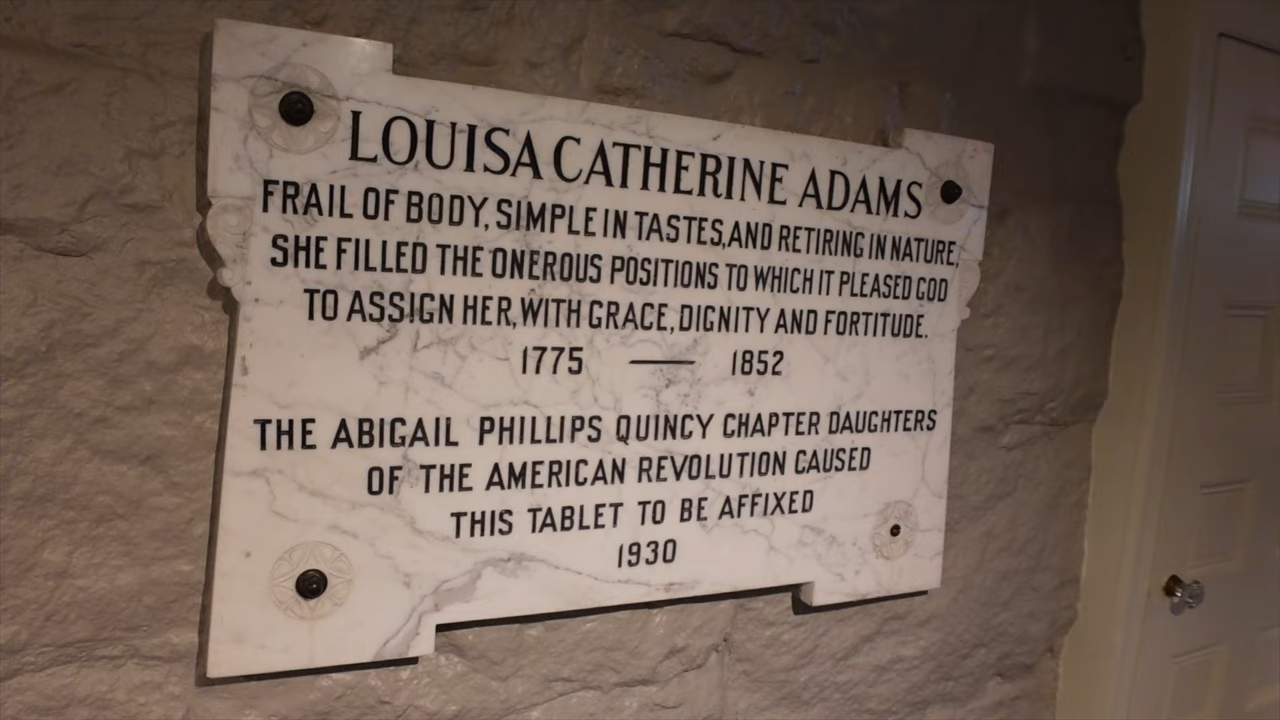 LOUISA CATHERINE ADAMS
FRAIL OF BODY, SIMPLE IN TASTES, AND RETIRING IN NATURE,
SHE FILLED THE ONEROUS POSITIONS TO WHICH IT PLEASED GOD
TO ASSIGN HER, WITH GRACE, DIGNITY AND FORTITUDE.
1775 — 1852
THE ABIGAIL PHILLIPS QUINCY CHAPTER DAUGHTERS
OF THE AMERICAN REVOLUTION CAUSED
THIS TABLET TO BE AFFIXED
1930